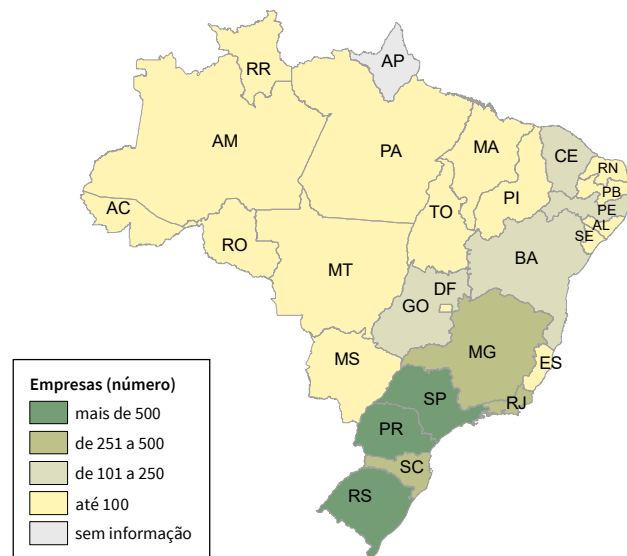 AP
RR
AM
PA
MA
CE
RN
PB
PE
AL
SE
PI
TO
AC
RO
MT
BA
DF
GO
MG
ES
MS
SP
RJ
PR
SC
RS
Empresas (número)
mais de 500
de 251 a 500
de 101 a 250
até 100
sem informação